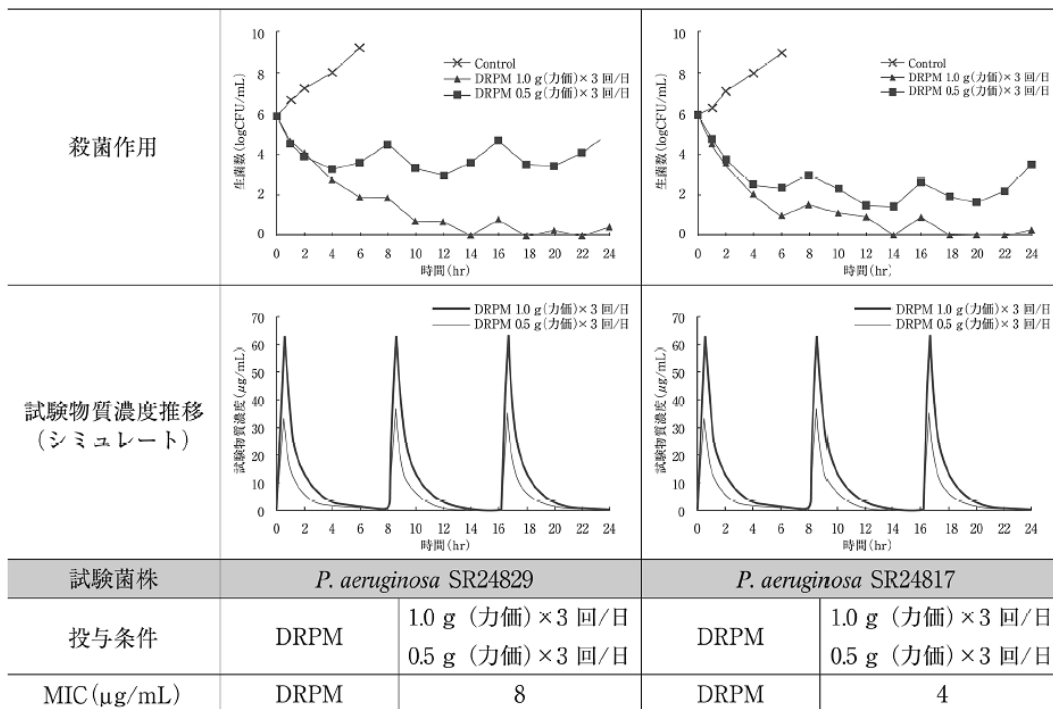 殺菌作用
生菌数(logCFU/mL)
10
8
6
4
2
0
Control
DRPM 1.0 g(力価)×3 回/日
DRPM 0.5 g(力価)×3 回/日
0 2 4 6 8 10 12 14 16 18 20 22 24
時間(hr)
生菌数(logCFU/mL)
10
8
6
4
2
0
Control
DRPM 1.0 g(力価)×3 回/日
DRPM 0.5 g(力価)×3 回/日
0 2 4 6 8 10 12 14 16 18 20 22 24
時間(hr)
試験物質濃度推移
(シミュレート)
試験物質濃度(μg/mL)
DRPM 1.0 g(力価)×3 回/日
DRPM 0.5 g(力価)×3 回/日
70
60
50
40
30
20
10
0
0 2 4 6 8 10 12 14 16 18 20 22 24
時間(hr)
試験物質濃度(μg/mL)
DRPM 1.0 g(力価)×3 回/日
DRPM 0.5 g(力価)×3 回/日
70
60
50
40
30
20
10
0
0 2 4 6 8 10 12 14 16 18 20 22 24
時間(hr)
試験菌株 P. aeruginosa SR24829 P. aeruginosa SR24817
投与条件
DRPM
1.0 g (力価)×3 回/日
0.5 g (力価)×3 回/日
DRPM
1.0 g (力価)×3 回/日
0.5 g (力価)×3 回/日
MIC(μg/mL) DRPM 8 DRPM 4